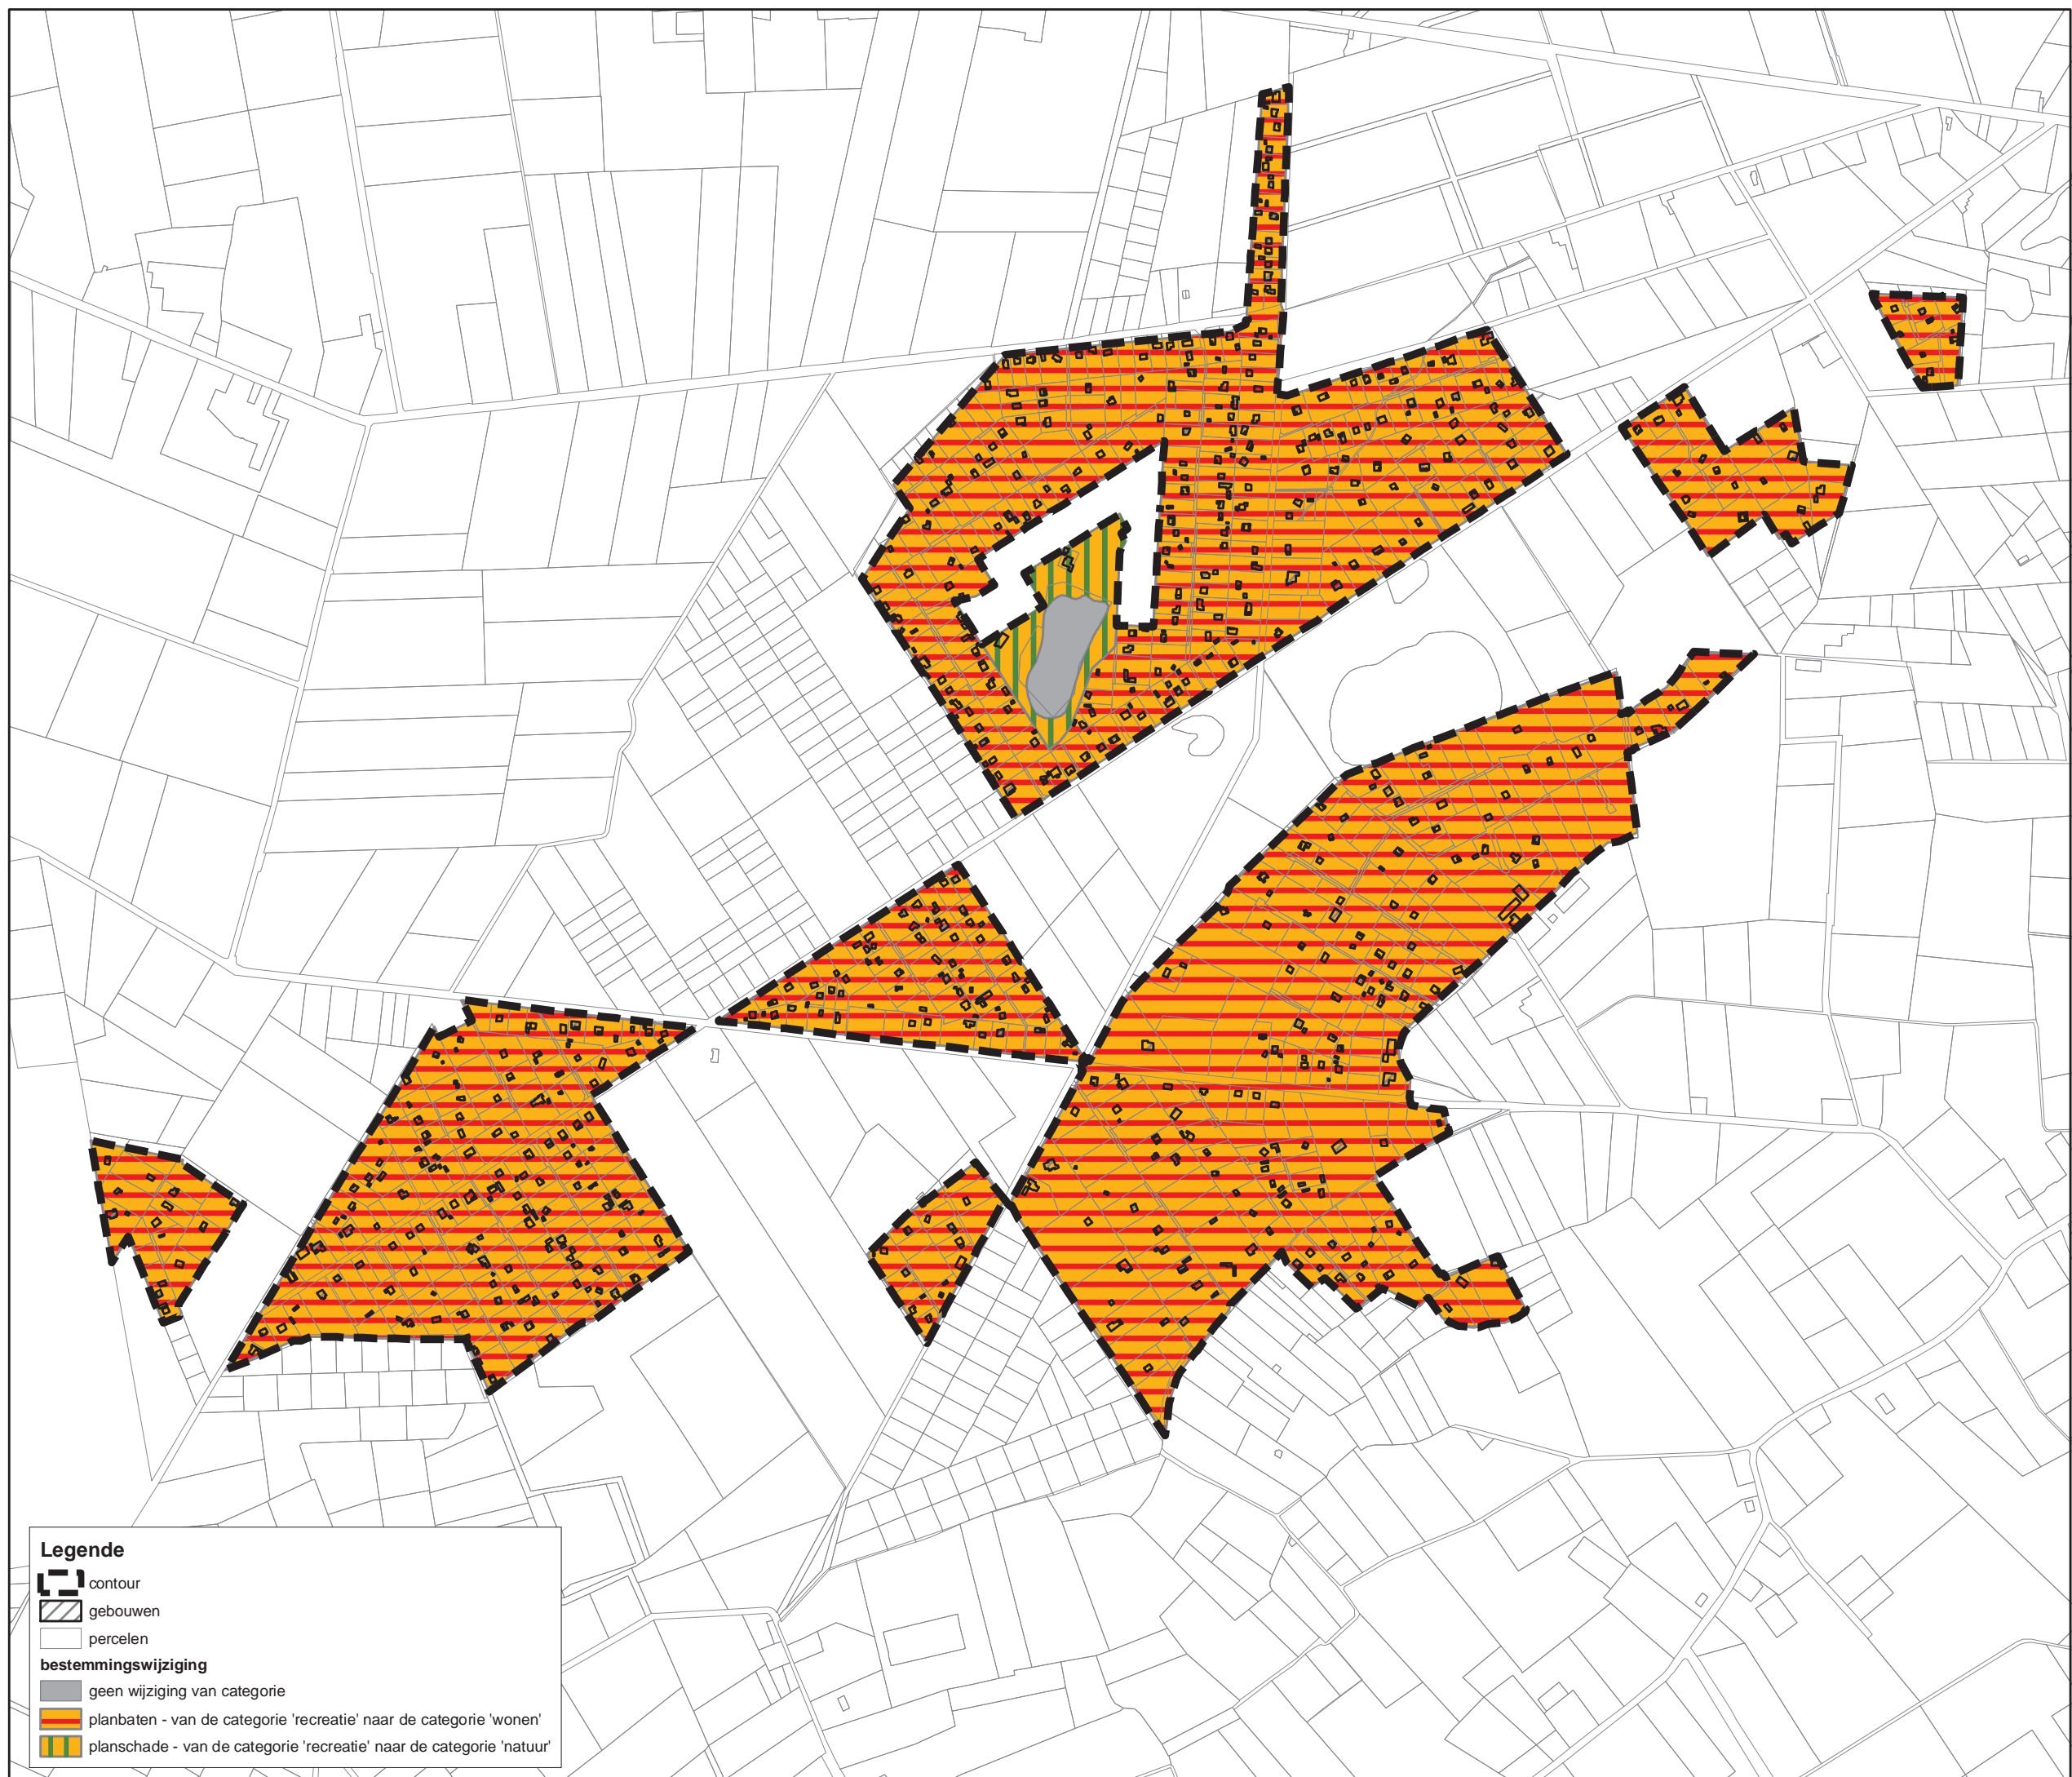 Legende
contour
gebouwen
percelen
bestemmingswijziging
geen wijziging van categorie
planbaten - van de categorie 'recreatie' naar de categorie 'wonen'
planschade - van de categorie 'recreatie' naar de categorie 'natuur'